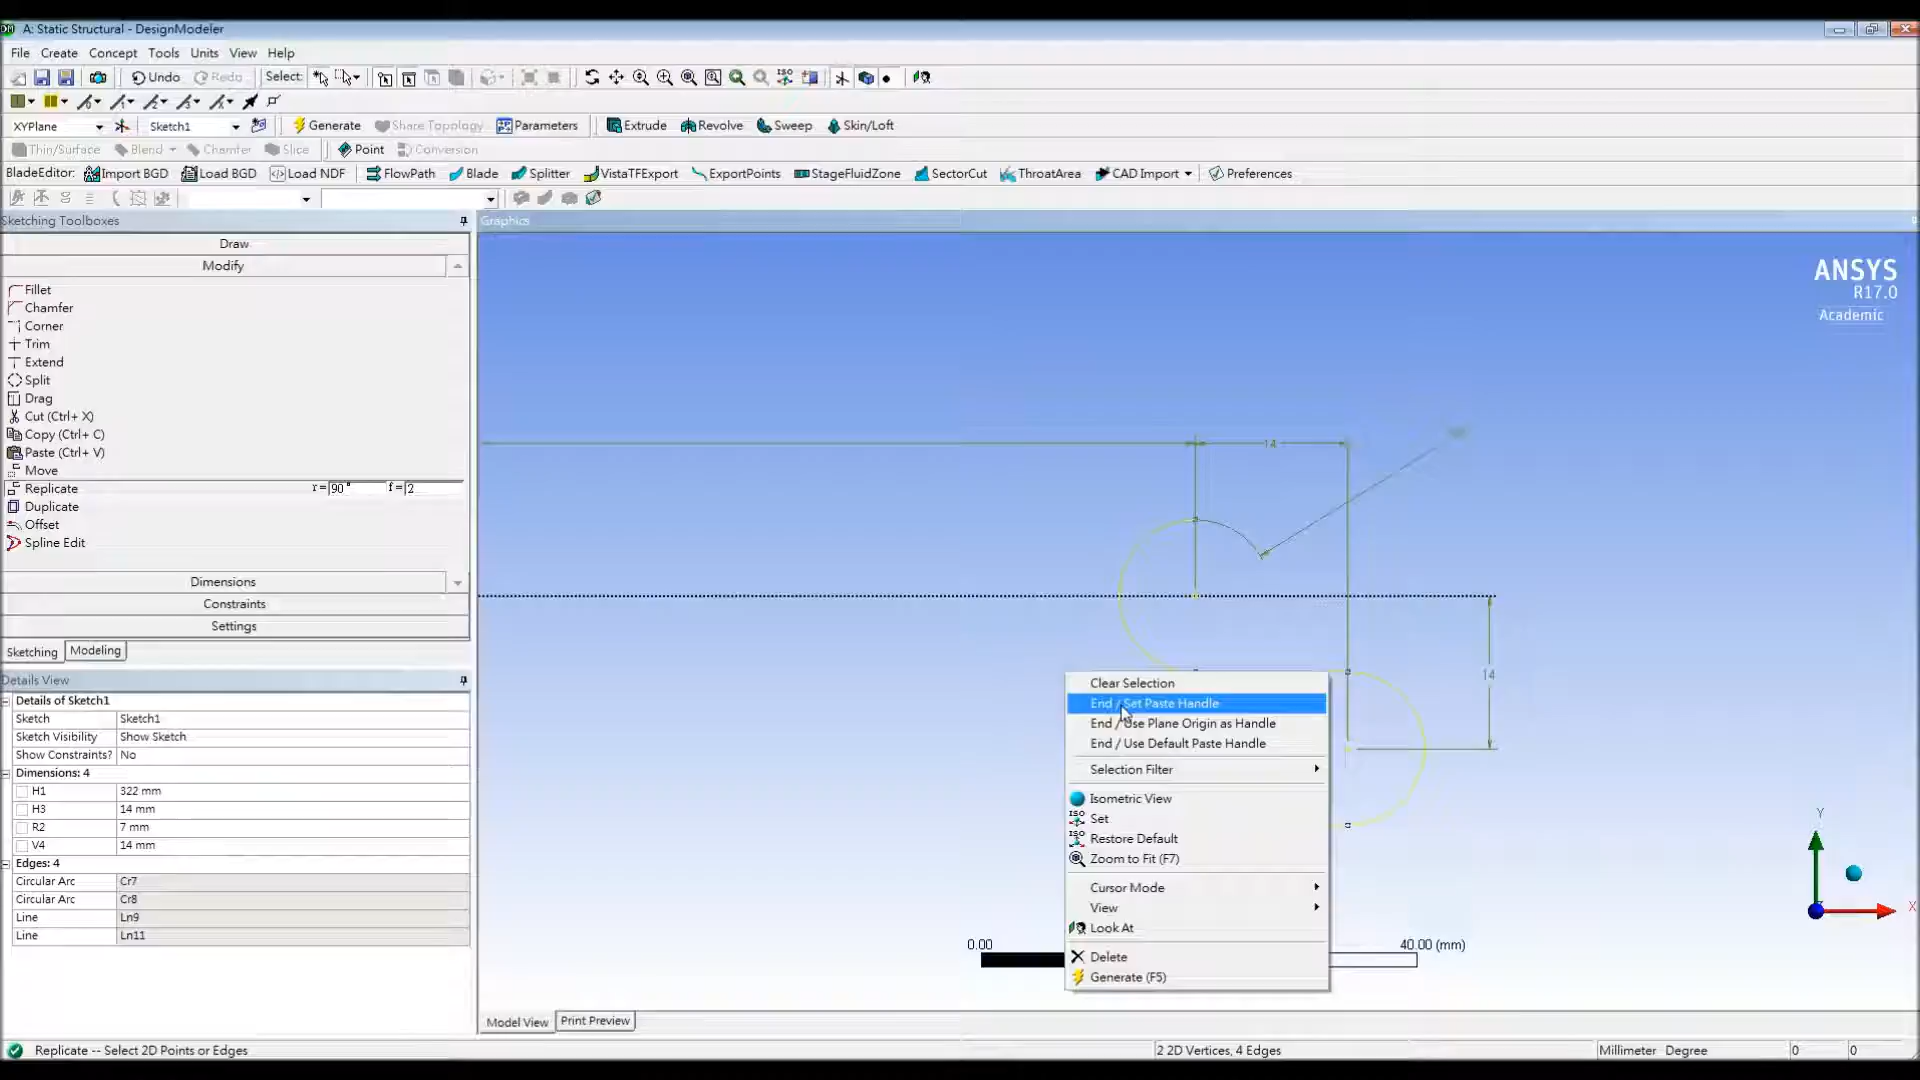 A: Static Structural - DesignModeler
File Create Concept Tools Units View Help
Undo Redo Select:
XYPlane Sketch1 Generate Share Topology Parameters Extrude Revolve Sweep Skin/Loft
Thin/Surface Blend Chamfer Slice Point Conversion
BladeEditor: Import BGD Load BGD Load NDF FlowPath Blade Splitter VistaTFExport ExportPoints StageFluidZone SectorCut ThroatArea CAD Import Preferences
Sketching Toolboxes
Draw
Modify
Fillet
Chamfer
Corner
Trim
Extend
Split
Drag
Cut (Ctrl+ X)
Copy (Ctrl+ C)
Paste (Ctrl+ V)
Move
Replicate r= 90° f= 2
Duplicate
Offset
Spline Edit
Dimensions
Constraints
Settings
Sketching Modeling
Details View
Details of Sketch1
Sketch Sketch1
Sketch Visibility Show Sketch
Show Constraints? No
Dimensions: 4
H1 322 mm
H3 14 mm
R2 7 mm
V4 14 mm
Edges: 4
Circular Arc Cr7
Circular Arc Cr8
Line Ln9
Line Ln11
Graphics
ANSYS
R17.0
Academic
14
14
Clear Selection
End / Set Paste Handle
End / Use Plane Origin as Handle
End / Use Default Paste Handle
Selection Filter
Isometric View
ISO Set
ISO Restore Default
Zoom to Fit (F7)
Cursor Mode
View
Look At
Delete
Generate (F5)
0.00 40.00 (mm)
Y
X
Model View Print Preview
Replicate -- Select 2D Points or Edges 2 2D Vertices, 4 Edges Millimeter Degree 0 0